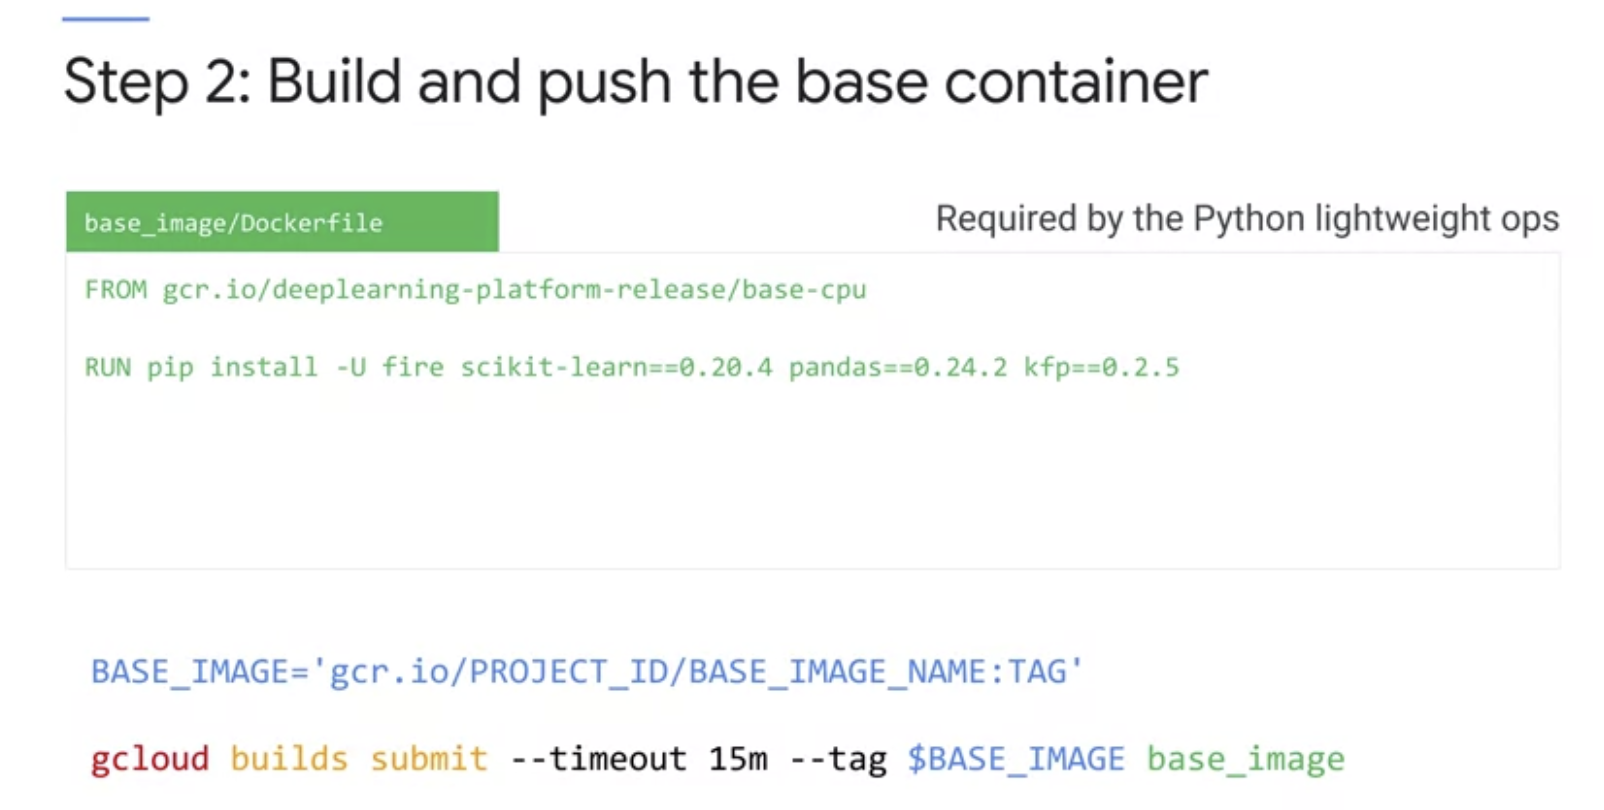 Step 2: Build and push the base container
base_image/Dockerfile
Required by the Python lightweight ops
FROM gcr.io/deeplearning-platform-release/base-cpu
RUN pip install -U fire scikit-learn==0.20.4 pandas==0.24.2 kfp==0.2.5
BASE_IMAGE='gcr.io/PROJECT_ID/BASE_IMAGE_NAME:TAG'
gcloud builds submit --timeout 15m --tag $BASE_IMAGE base_image